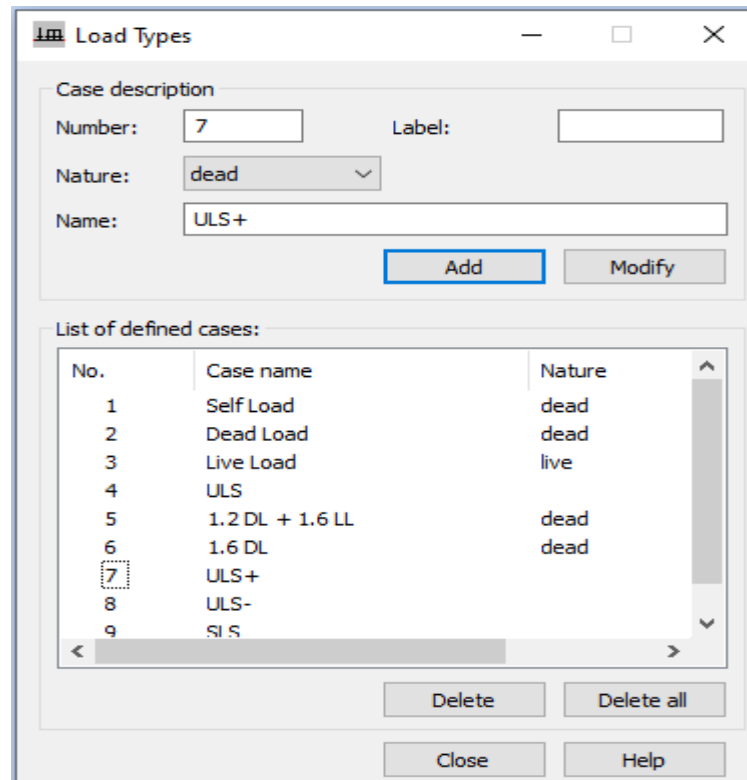 Load Types
Case description
Number: 7 Label:
Nature: dead
Name: ULS+
Add Modify
List of defined cases:
No. Case name Nature
1 Self Load dead
2 Dead Load dead
3 Live Load live
4 ULS
5 1.2 DL + 1.6 LL dead
6 1.6 DL dead
7 ULS+
8 ULS-
9 SLS
Delete Delete all
Close Help